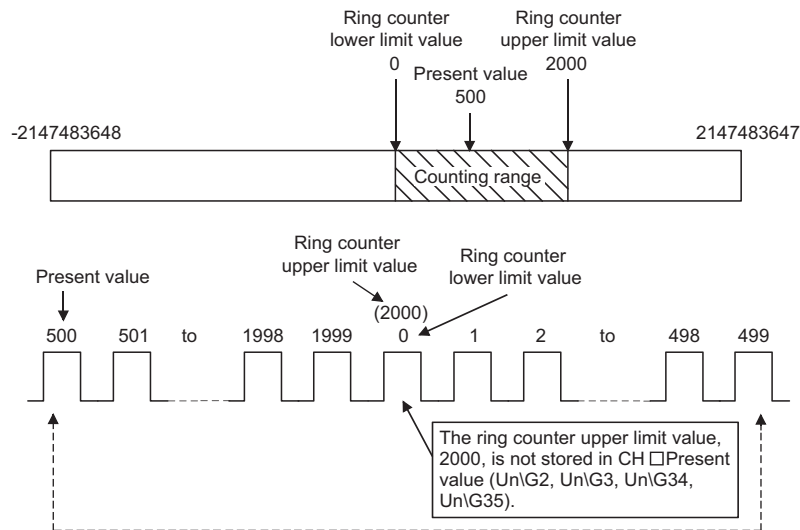 Ring counter
lower limit value
0
Ring counter
upper limit value
2000
Present value
500
-2147483648
2147483647
Counting range
Ring counter
upper limit value
Ring counter
lower limit value
Present value
(2000)
500 501 to 1998 1999 0 1 2 to 498 499
The ring counter upper limit value,
2000, is not stored in CH □Present
value (Un\G2, Un\G3, Un\G34,
Un\G35).